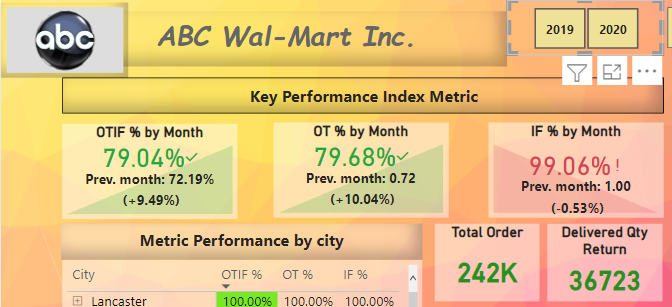 abc
ABC Wal-Mart Inc.
2019
2020
Key Performance Index Metric
OTIF % by Month
79.04%
Prev. month: 72.19%
(+9.49%)
OT % by Month
79.68%
Prev. month: 0.72
(+10.04%)
IF % by Month
99.06% !
Prev. month: 1.00
(-0.53%)
Metric Performance by city
City OTIF % OT % IF %
Lancaster 100.00% 100.00% 100.00%
Total Order
242K
Delivered Qty
Return
36723